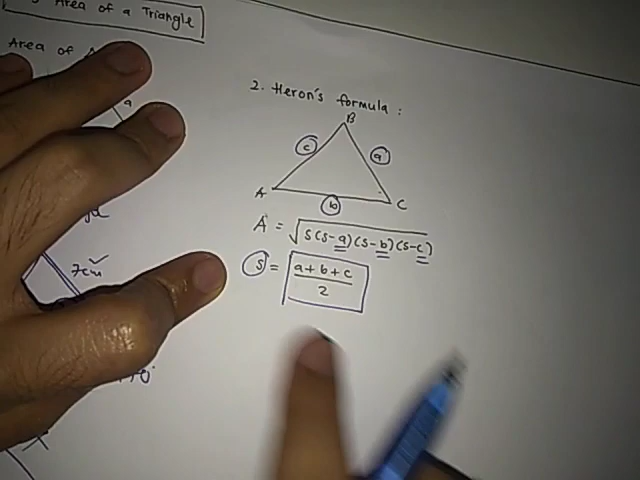 Area of a Triangle
Area of
a
7cm
2. Heron's formula :
B
c
a
A
b
C
A = √s(s-a)(s-b)(s-c)
s = a+b+c
2